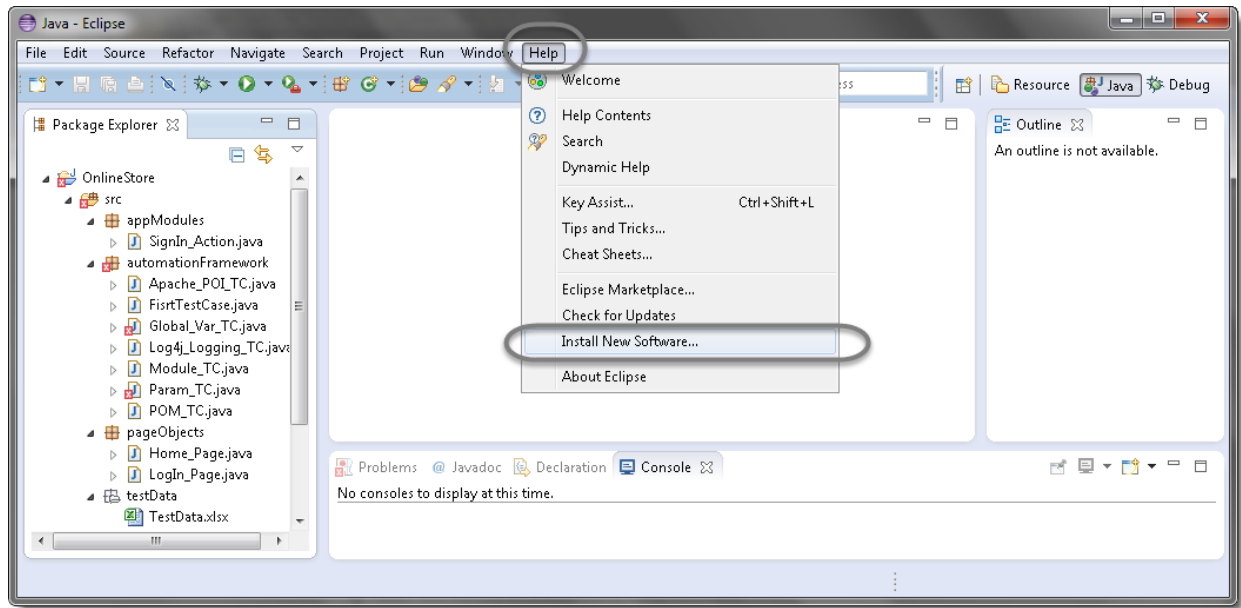 Java - Eclipse
File Edit Source Refactor Navigate Search Project Run Window Help
Resource Java Debug
Package Explorer
OnlineStore
src
appModules
SignIn_Action.java
automationFramework
Apache_POI_TC.java
FisrtTestCase.java
Global_Var_TC.java
Log4j_Logging_TC.java
Module_TC.java
Param_TC.java
POM_TC.java
pageObjects
Home_Page.java
LogIn_Page.java
testData
TestData.xlsx
Welcome
Help Contents
Search
Dynamic Help
Key Assist... Ctrl+Shift+L
Tips and Tricks...
Cheat Sheets...
Eclipse Marketplace...
Check for Updates
Install New Software...
About Eclipse
Outline
An outline is not available.
Problems @ Javadoc Declaration Console
No consoles to display at this time.